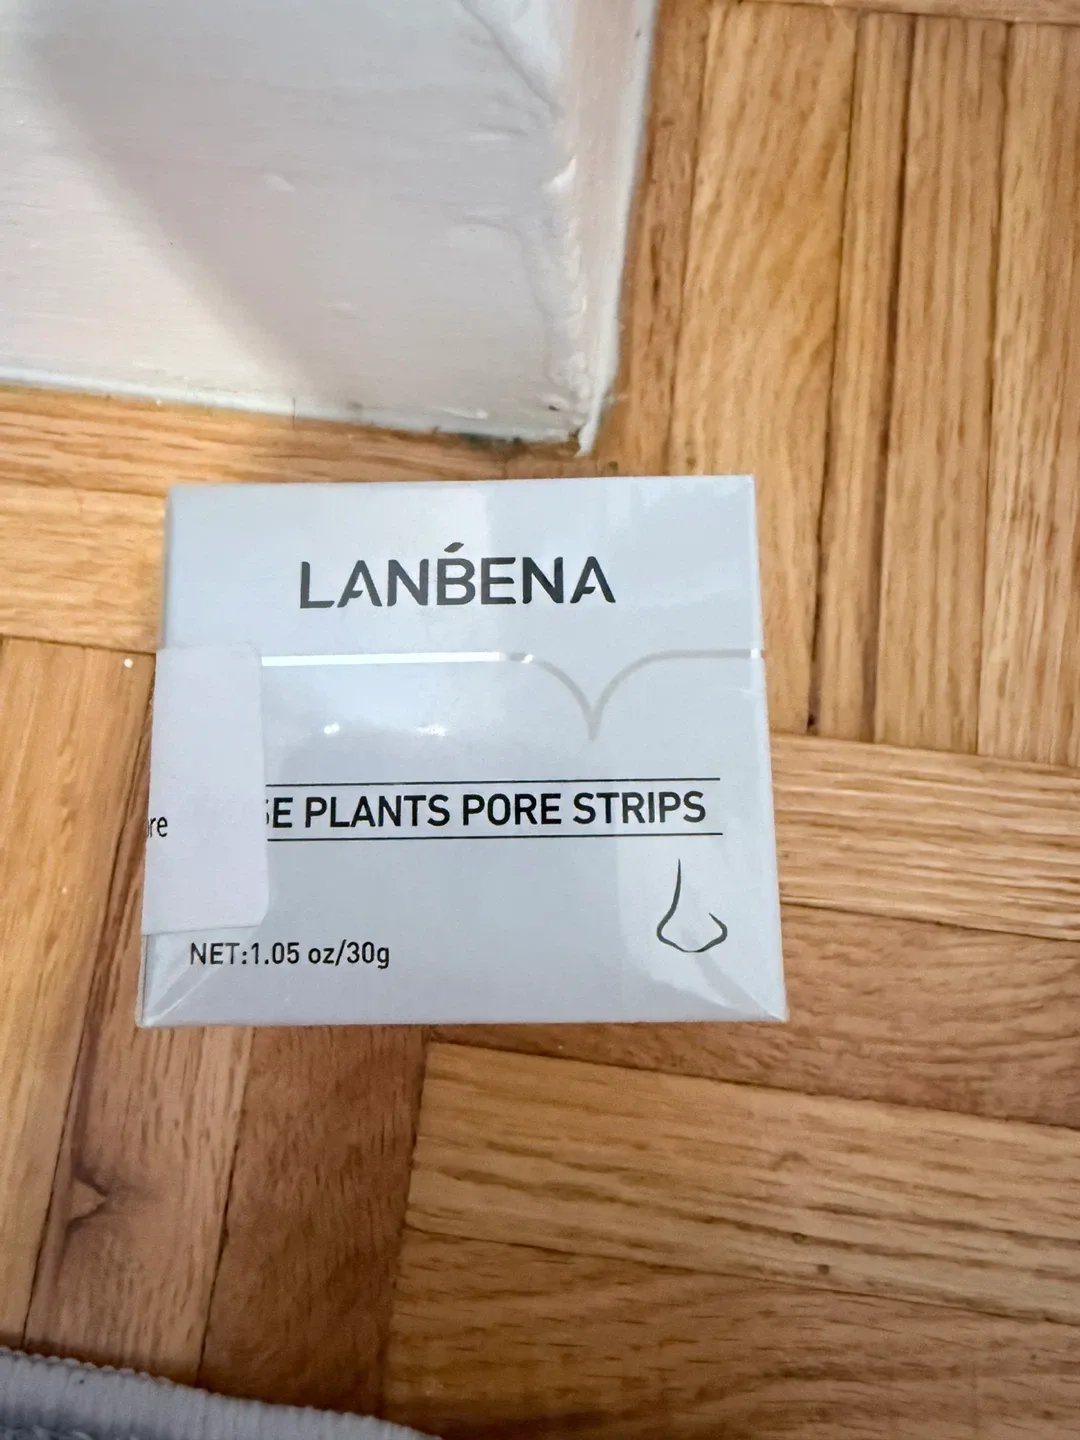 LANBENA
SE PLANTS PORE STRIPS
re
NET:1.05 oz/30g